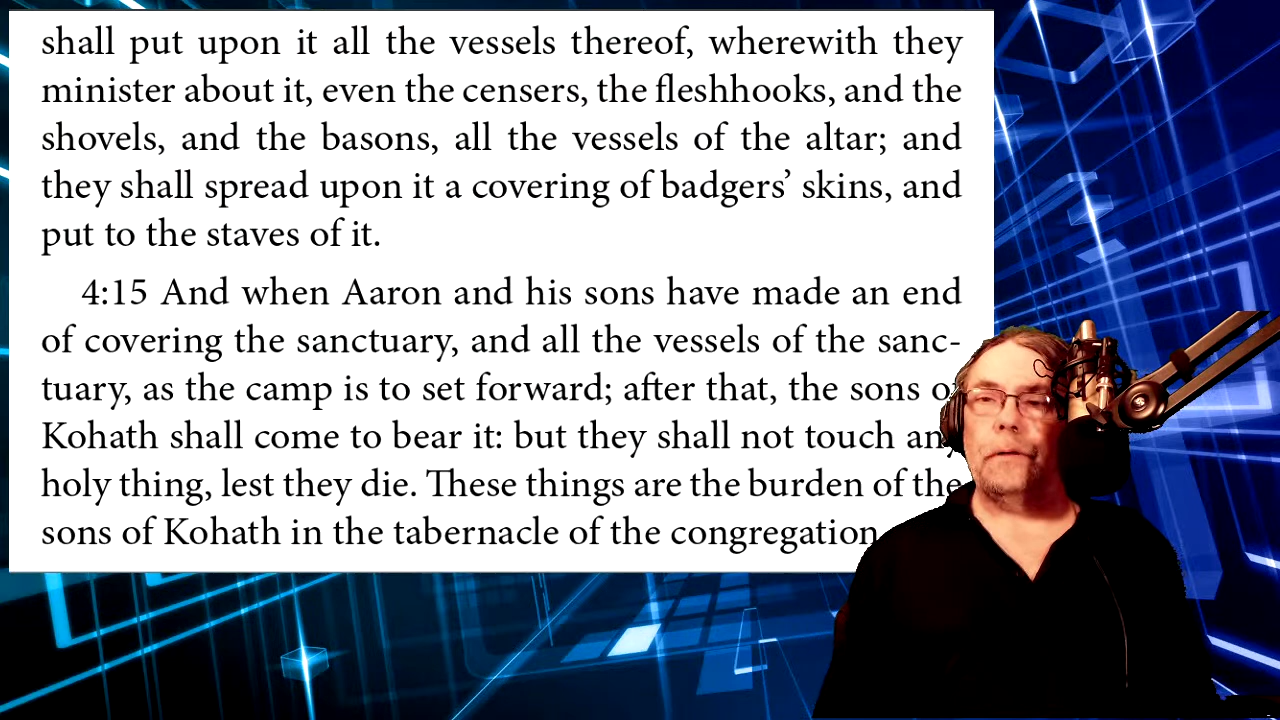 shall put upon it all the vessels thereof, wherewith they
minister about it, even the censers, the fleshhooks, and the
shovels, and the basons, all the vessels of the altar; and
they shall spread upon it a covering of badgers’ skins, and
put to the staves of it.
4:15 And when Aaron and his sons have made an end
of covering the sanctuary, and all the vessels of the sanc-
tuary, as the camp is to set forward; after that, the sons of
Kohath shall come to bear it: but they shall not touch any
holy thing, lest they die. These things are the burden of the
sons of Kohath in the tabernacle of the congregation